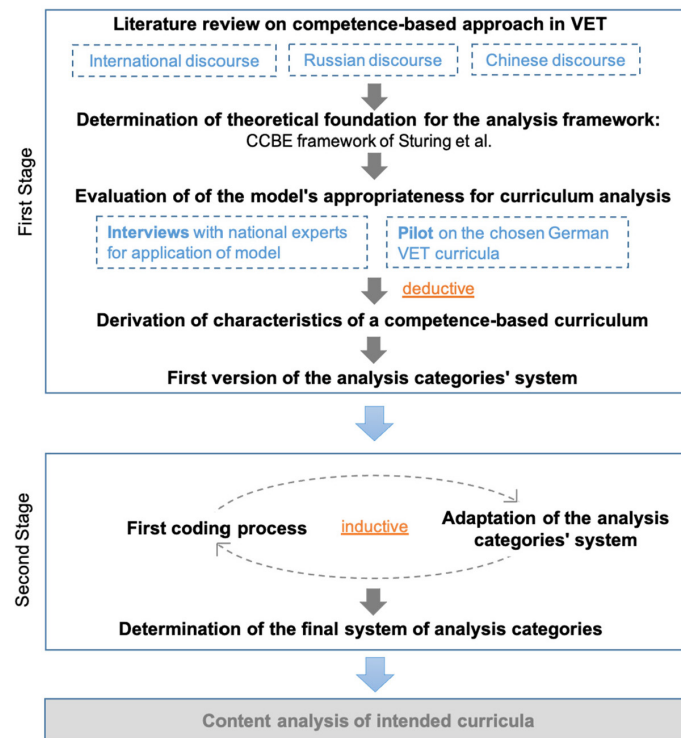 Literature review on competence-based approach in VET
International discourse
Russian discourse
Chinese discourse
Determination of theoretical foundation for the analysis framework:
CCBE framework of Sturing et al.
Evaluation of of the model's appropriateness for curriculum analysis
Interviews with national experts
for application of model
Pilot on the chosen German
VET curricula
deductive
Derivation of characteristics of a competence-based curriculum
First version of the analysis categories' system
First Stage
First coding process
inductive
Adaptation of the analysis
categories' system
Determination of the final system of analysis categories
Second Stage
Content analysis of intended curricula